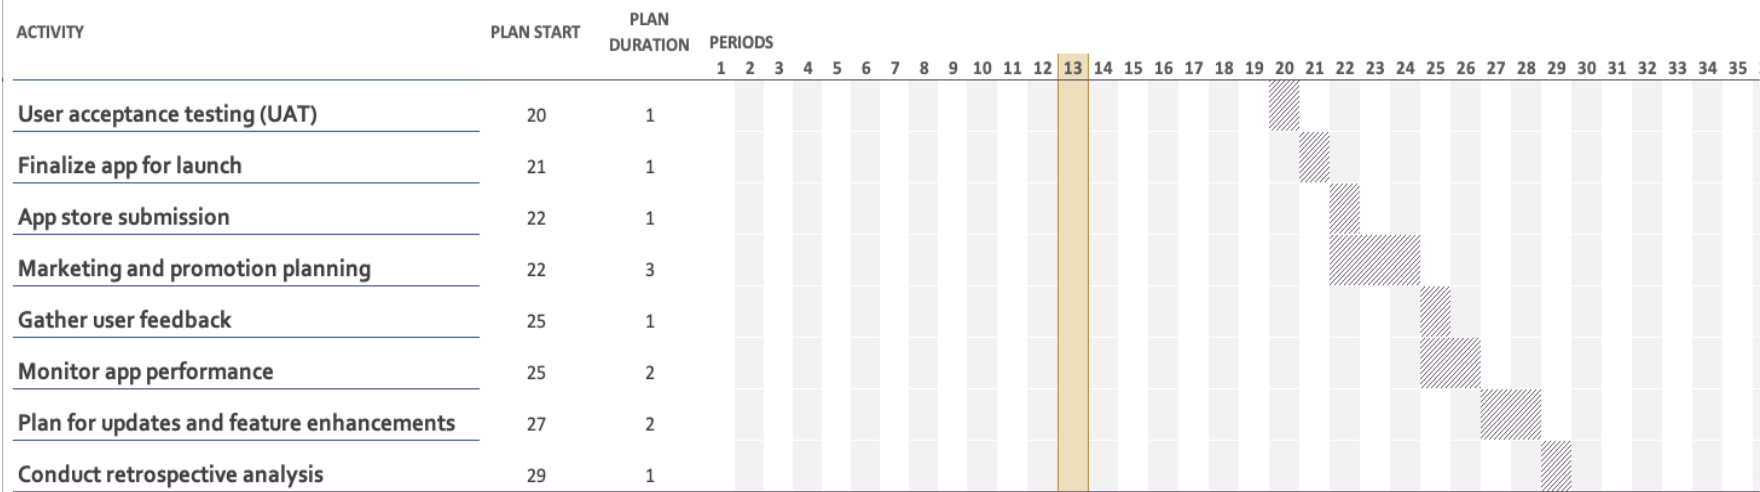 ACTIVITY PLAN START PLAN DURATION PERIODS
1 2 3 4 5 6 7 8 9 10 11 12 13 14 15 16 17 18 19 20 21 22 23 24 25 26 27 28 29 30 31 32 33 34 35
User acceptance testing (UAT) 20 1
Finalize app for launch 21 1
App store submission 22 1
Marketing and promotion planning 22 3
Gather user feedback 25 1
Monitor app performance 25 2
Plan for updates and feature enhancements 27 2
Conduct retrospective analysis 29 1